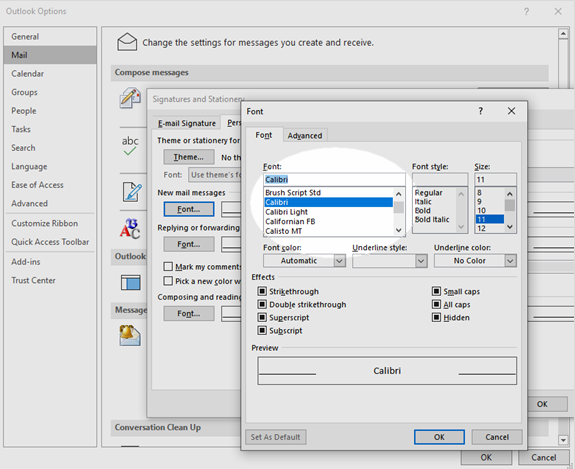 Outlook Options
? ✕
General
Mail
Calendar
Groups
People
Tasks
Search
Language
Ease of Access
Advanced
Customize Ribbon
Quick Access Toolbar
Add-ins
Trust Center
Change the settings for messages you create and receive.
Compose messages
abc
Outlook
Message
Conversation Clean Up
OK
Cancel
Signatures and Stationery
E-mail Signature
Pers
Theme or stationery for
Theme...
No th
Font:
Use theme's fo
New mail messages
Font...
Replying or forwarding
Font...
Mark my comments
Pick a new color w
Composing and reading
Font...
OK
Font
? ✕
Font
Advanced
Font:
Calibri
Brush Script Std
Calibri
Calibri Light
Californian FB
Calisto MT
Font style:
Regular
Italic
Bold
Bold Italic
Size:
11
8
9
10
11
12
Font color:
Automatic
Underline style:
Underline color:
No Color
Effects
Strikethrough
Double strikethrough
Superscript
Subscript
Small caps
All caps
Hidden
Preview
Calibri
Set As Default
OK
Cancel